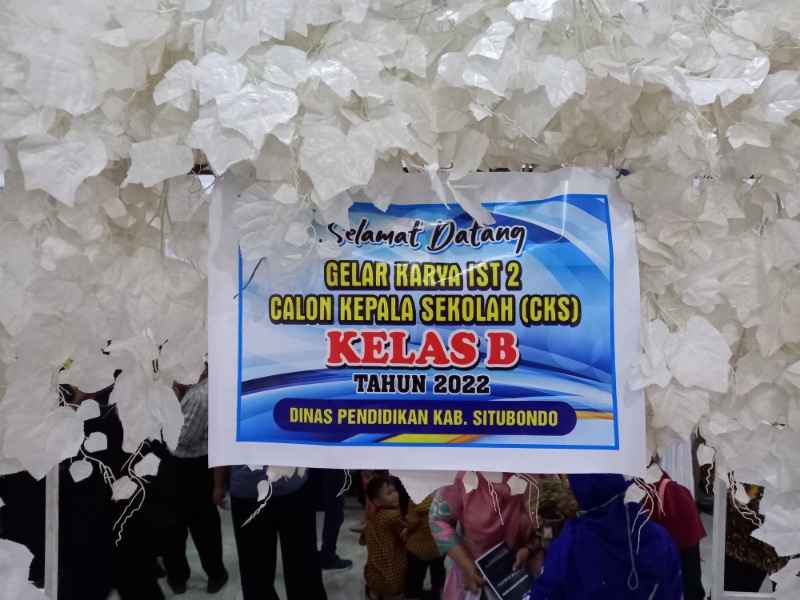 Selamat Datang
GELAR KARYA IST 2
CALON KEPALA SEKOLAH (CKS)
KELAS B
TAHUN 2022
DINAS PENDIDIKAN KAB. SITUBONDO